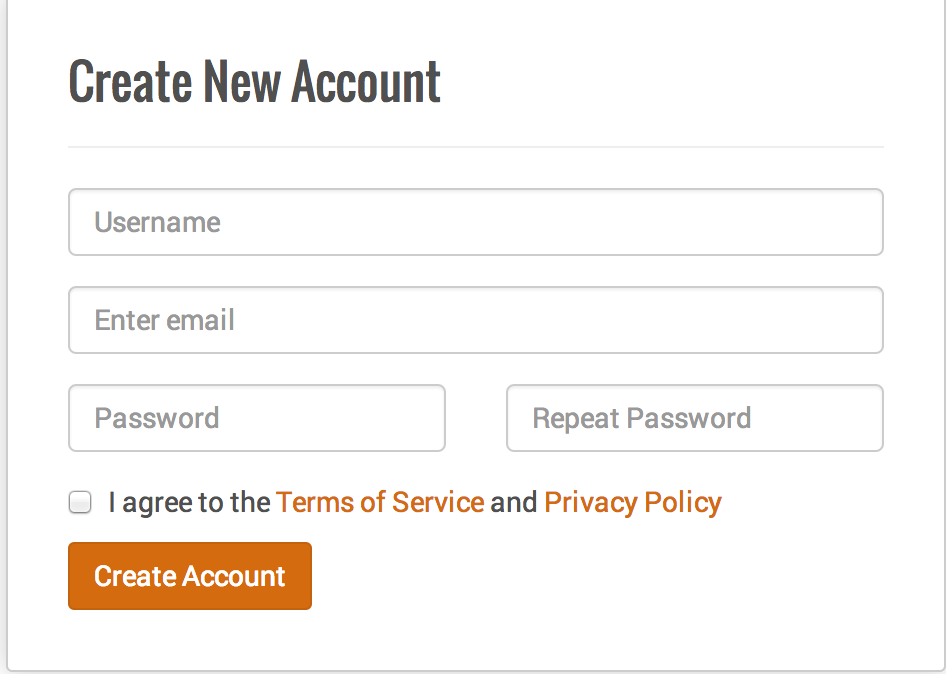 Create New Account
Username
Enter email
Password
Repeat Password
I agree to the Terms of Service and Privacy Policy
Create Account